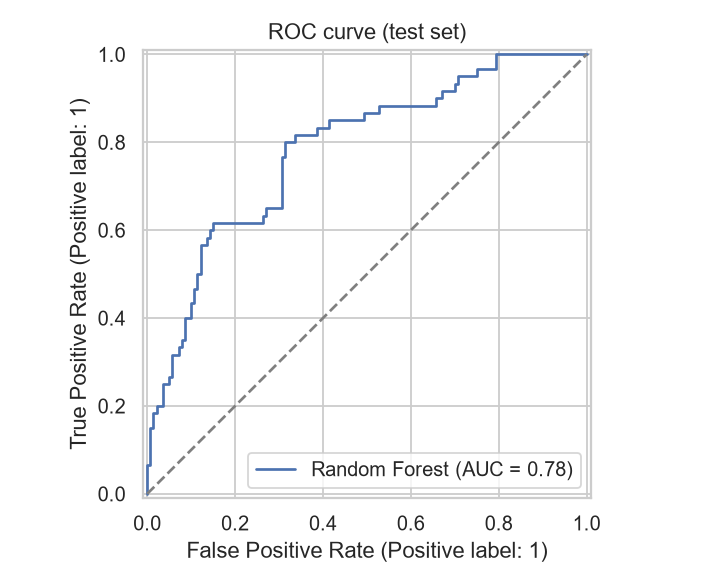 ROC curve (test set)
True Positive Rate (Positive label: 1)
1.0
0.8
0.6
0.4
0.2
0.0
Random Forest (AUC = 0.78)
0.0 0.2 0.4 0.6 0.8 1.0
False Positive Rate (Positive label: 1)